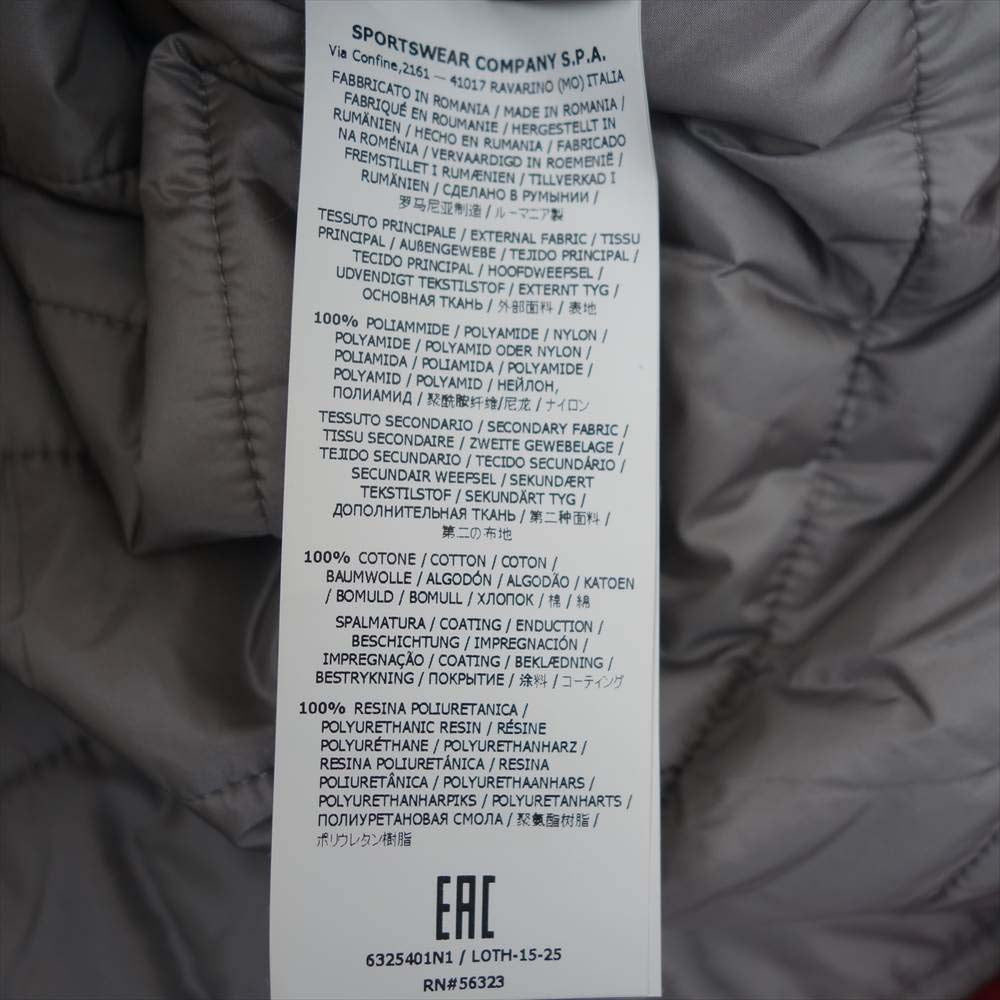 SPORTSWEAR COMPANY S.P.A.
Via Confine,2161 — 41017 RAVARINO (MO) ITALIA
FABBRICATO IN ROMANIA / MADE IN ROMANIA /
FABRIQUÉ EN ROUMANIE / HERGESTELLT IN
RUMÄNIEN / HECHO EN RUMANIA / FABRICADO
NA ROMÉNIA / VERVAARDIGD IN ROEMENIË /
FREMSTILLET I RUMÆNIEN / TILLVERKAD I
RUMÄNIEN / СДЕЛАНО В РУМЫНИИ /
罗马尼亚制造 / ルーマニア製
TESSUTO PRINCIPALE / EXTERNAL FABRIC / TISSU
PRINCIPAL / AUßENGEWEBE / TEJIDO PRINCIPAL /
TECIDO PRINCIPAL / HOOFDWEEFSEL /
UDVENDIGT TEKSTILSTOF / EXTERNT TYG /
ОСНОВНАЯ ТКАНЬ / 外部面料 / 表地
100% POLIAMMIDE / POLYAMIDE / NYLON /
POLYAMIDE / POLYAMID ODER NYLON /
POLIAMIDA / POLIAMIDA / POLYAMIDE /
POLYAMID / POLYAMID / НЕЙЛОН,
ПОЛИАМИД / 聚酰胺纤维/尼龙 / ナイロン
TESSUTO SECONDARIO / SECONDARY FABRIC /
TISSU SECONDAIRE / ZWEITE GEWEBELAGE /
TEJIDO SECUNDARIO / TECIDO SECUNDÁRIO /
SECUNDAIR WEEFSEL / SEKUNDÆRT
TEKSTILSTOF / SEKUNDÄRT TYG /
ДОПОЛНИТЕЛЬНАЯ ТКАНЬ / 第二种面料 /
第二の布地
100% COTONE / COTTON / COTON /
BAUMWOLLE / ALGODÓN / ALGODÃO / KATOEN
/ BOMULD / BOMULL / ХЛОПОК / 棉 / 綿
SPALMATURA / COATING / ENDUCTION /
BESCHICHTUNG / IMPREGNACIÓN /
IMPREGNAÇÃO / COATING / BEKLÆDNING /
BESTRYKNING / ПОКРЫТИЕ / 涂料 / コーティング
100% RESINA POLIURETANICA /
POLYURETHANIC RESIN / RÉSINE
POLYURÉTHANE / POLYURETHANHARZ /
RESINA POLIURETÁNICA / RESINA
POLIURETÂNICA / POLYURETHAANHARS /
POLYURETHANHARPIKS / POLYURETANHARTS /
ПОЛИУРЕТАНОВАЯ СМОЛА / 聚氨酯树脂 /
ポリウレタン樹脂
EAC
6325401N1 / LOTH-15-25
RN#56323